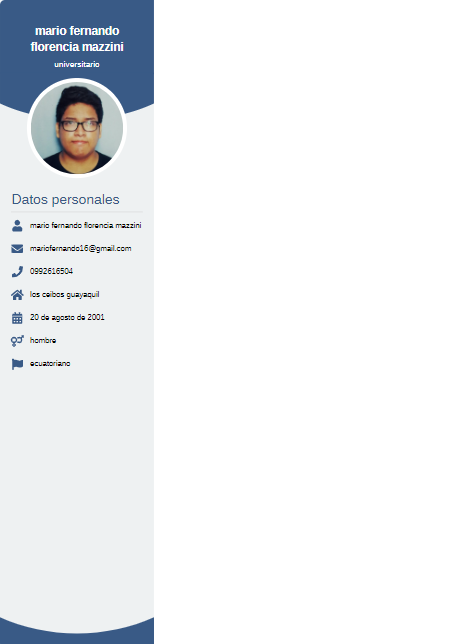 mario fernando
florencia mazzini
universitario
Datos personales
mario fernando florencia mazzini
mariofernando16@gmail.com
0992616504
los ceibos guayaquil
20 de agosto de 2001
hombre
ecuatoriano